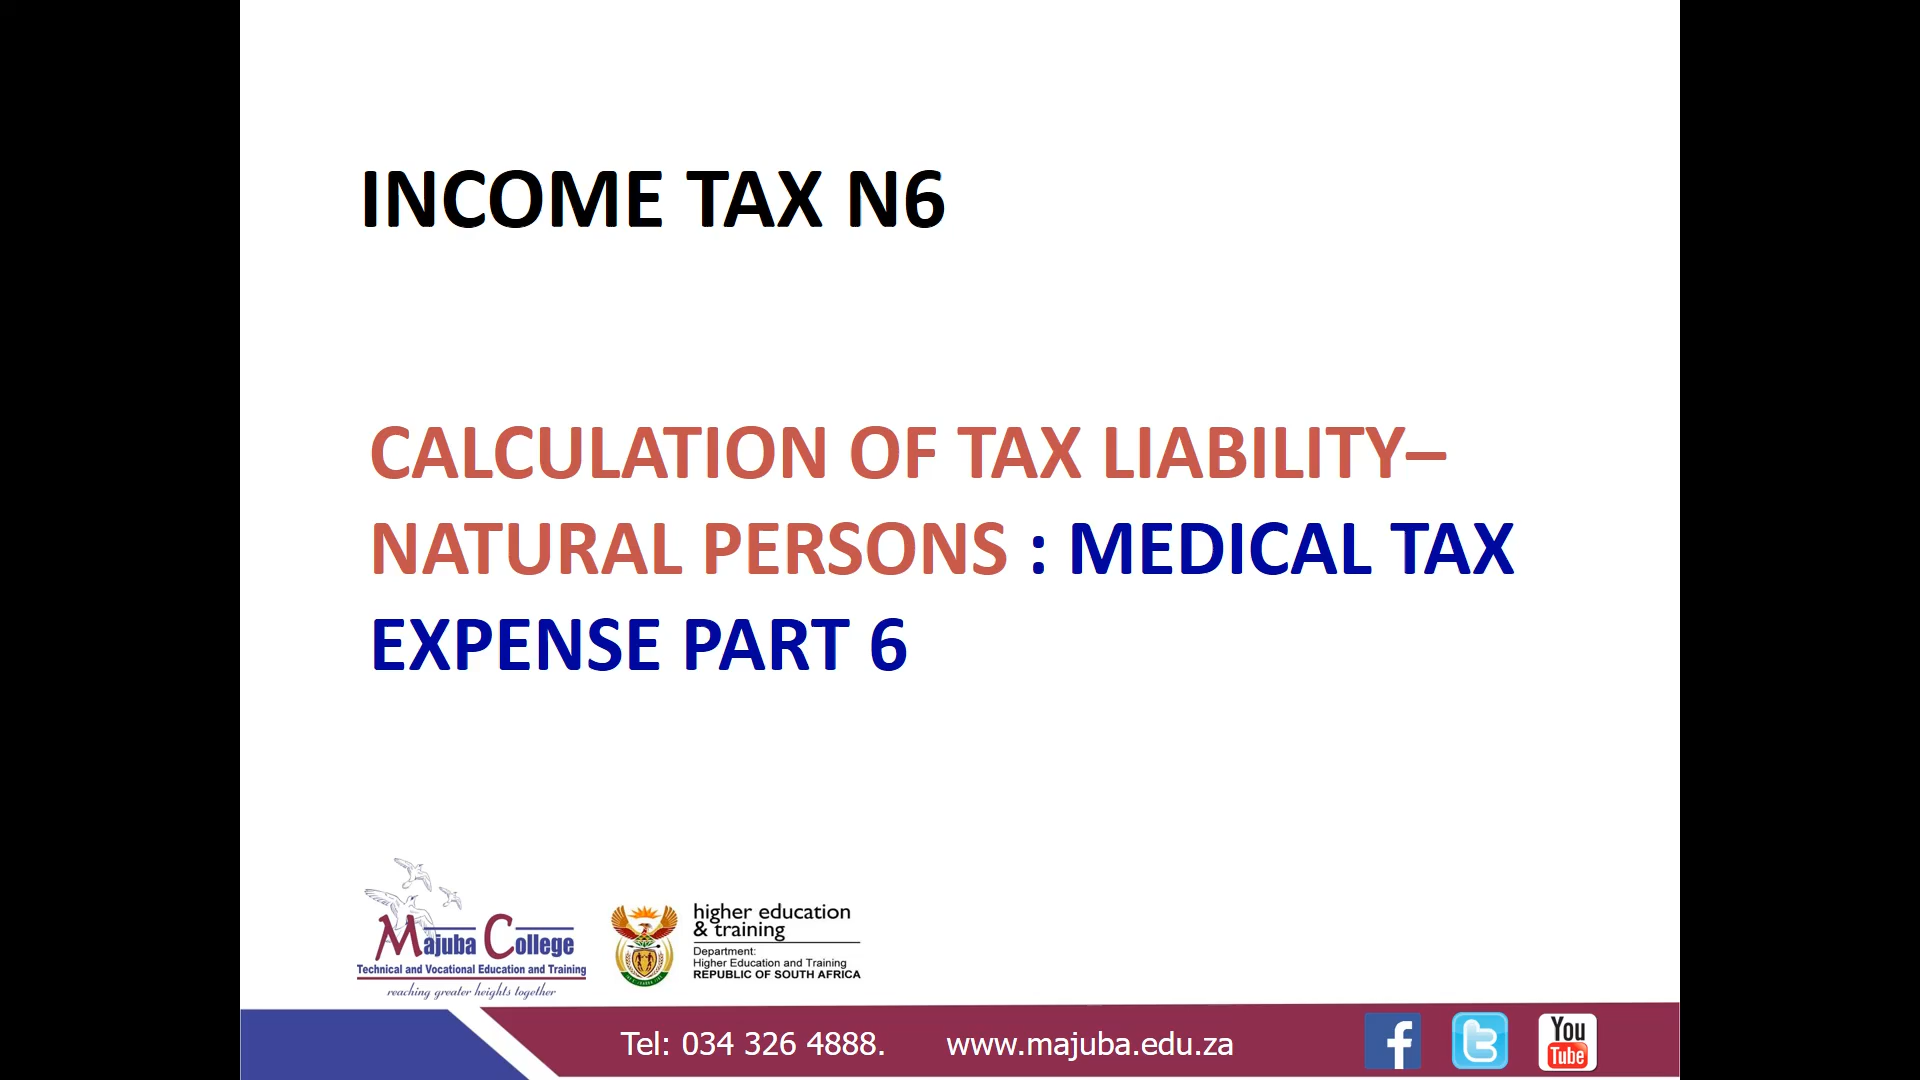 INCOME TAX N6
CALCULATION OF TAX LIABILITY–
NATURAL PERSONS : MEDICAL TAX
EXPENSE PART 6
Majuba College
Technical and Vocational Education and Training
reaching greater heights together
higher education
& training
Department:
Higher Education and Training
REPUBLIC OF SOUTH AFRICA
Tel: 034 326 4888. www.majuba.edu.za
You
Tube